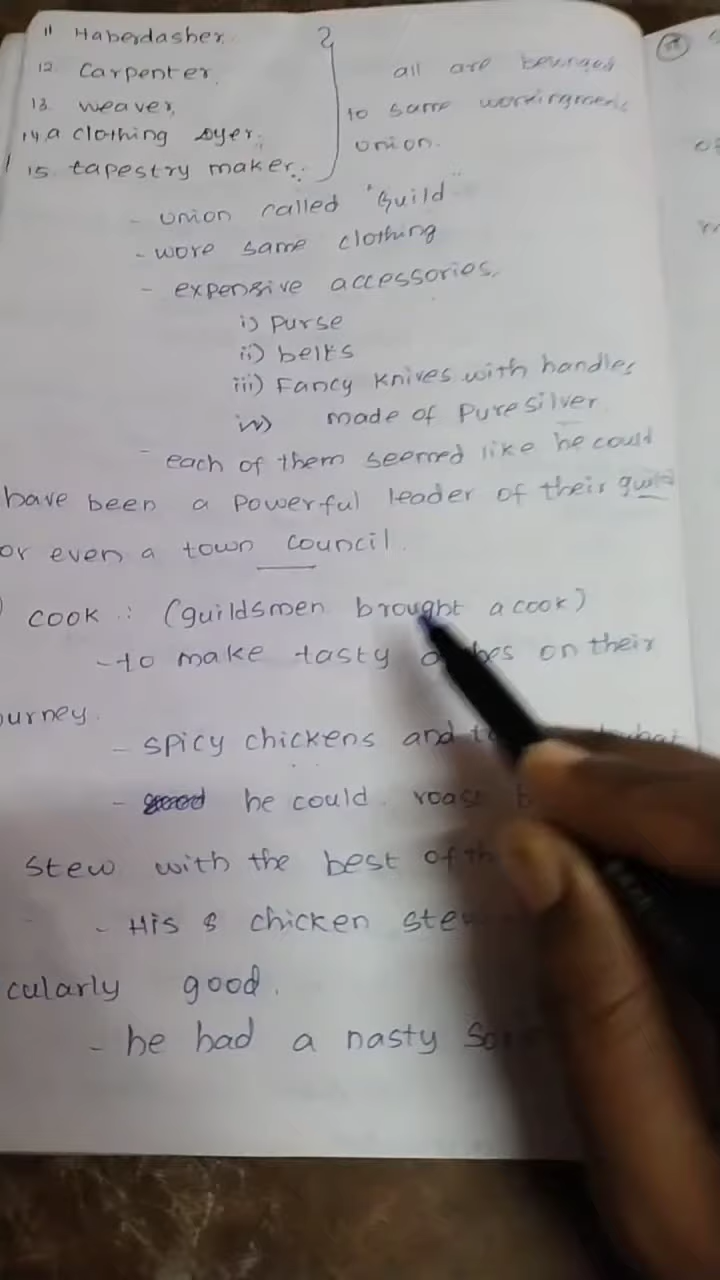 11 Haberdasher
12. Carpenter.
13. weaver,
14. a clothing dyer,
15. tapestry maker.
all are
to same
union.
- union called "Guild"
- wore same clothing
- expensive accessories,
i) Purse
ii) belts
iii) Fancy knives with handles
iv) made of Pure silver
- each of them seemed like he could
have been a powerful leader of their guild
or even a town council.
) COOK : (guildsmen brought a cook)
- to make tasty on their
ourney.
- spicy chickens and
- he could roast
stew with the best of
- His chicken
cularly good.
- he had a nasty